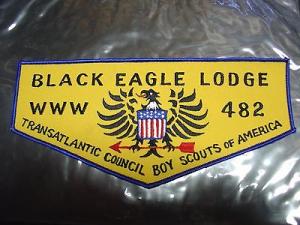 BLACK EAGLE LODGE
WWW 482
TRANSATLANTIC COUNCIL BOY SCOUTS OF AMERICA